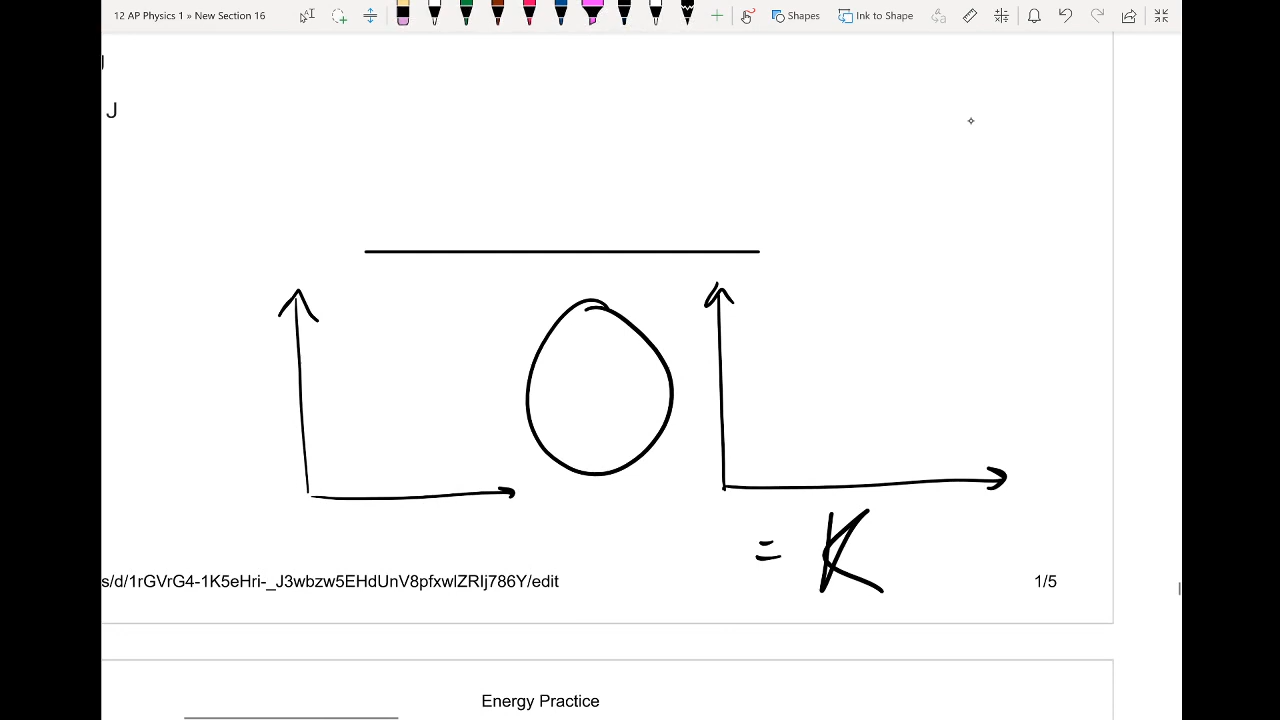 12 AP Physics 1 » New Section 16
Shapes
Ink to Shape
J
LOL
= K
s/d/1rGVrG4-1K5eHri-_J3wbzw5EHdUnV8pfxwlZRIj786Y/edit
1/5
Energy Practice